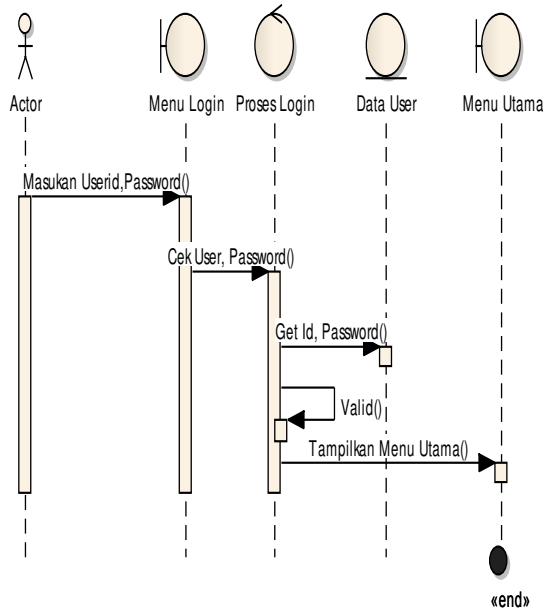 Actor
Menu Login
Proses Login
Data User
Menu Utama
Masukan Userid,Password()
Cek User, Password()
Get Id, Password()
Valid()
Tampilkan Menu Utama()
«end»